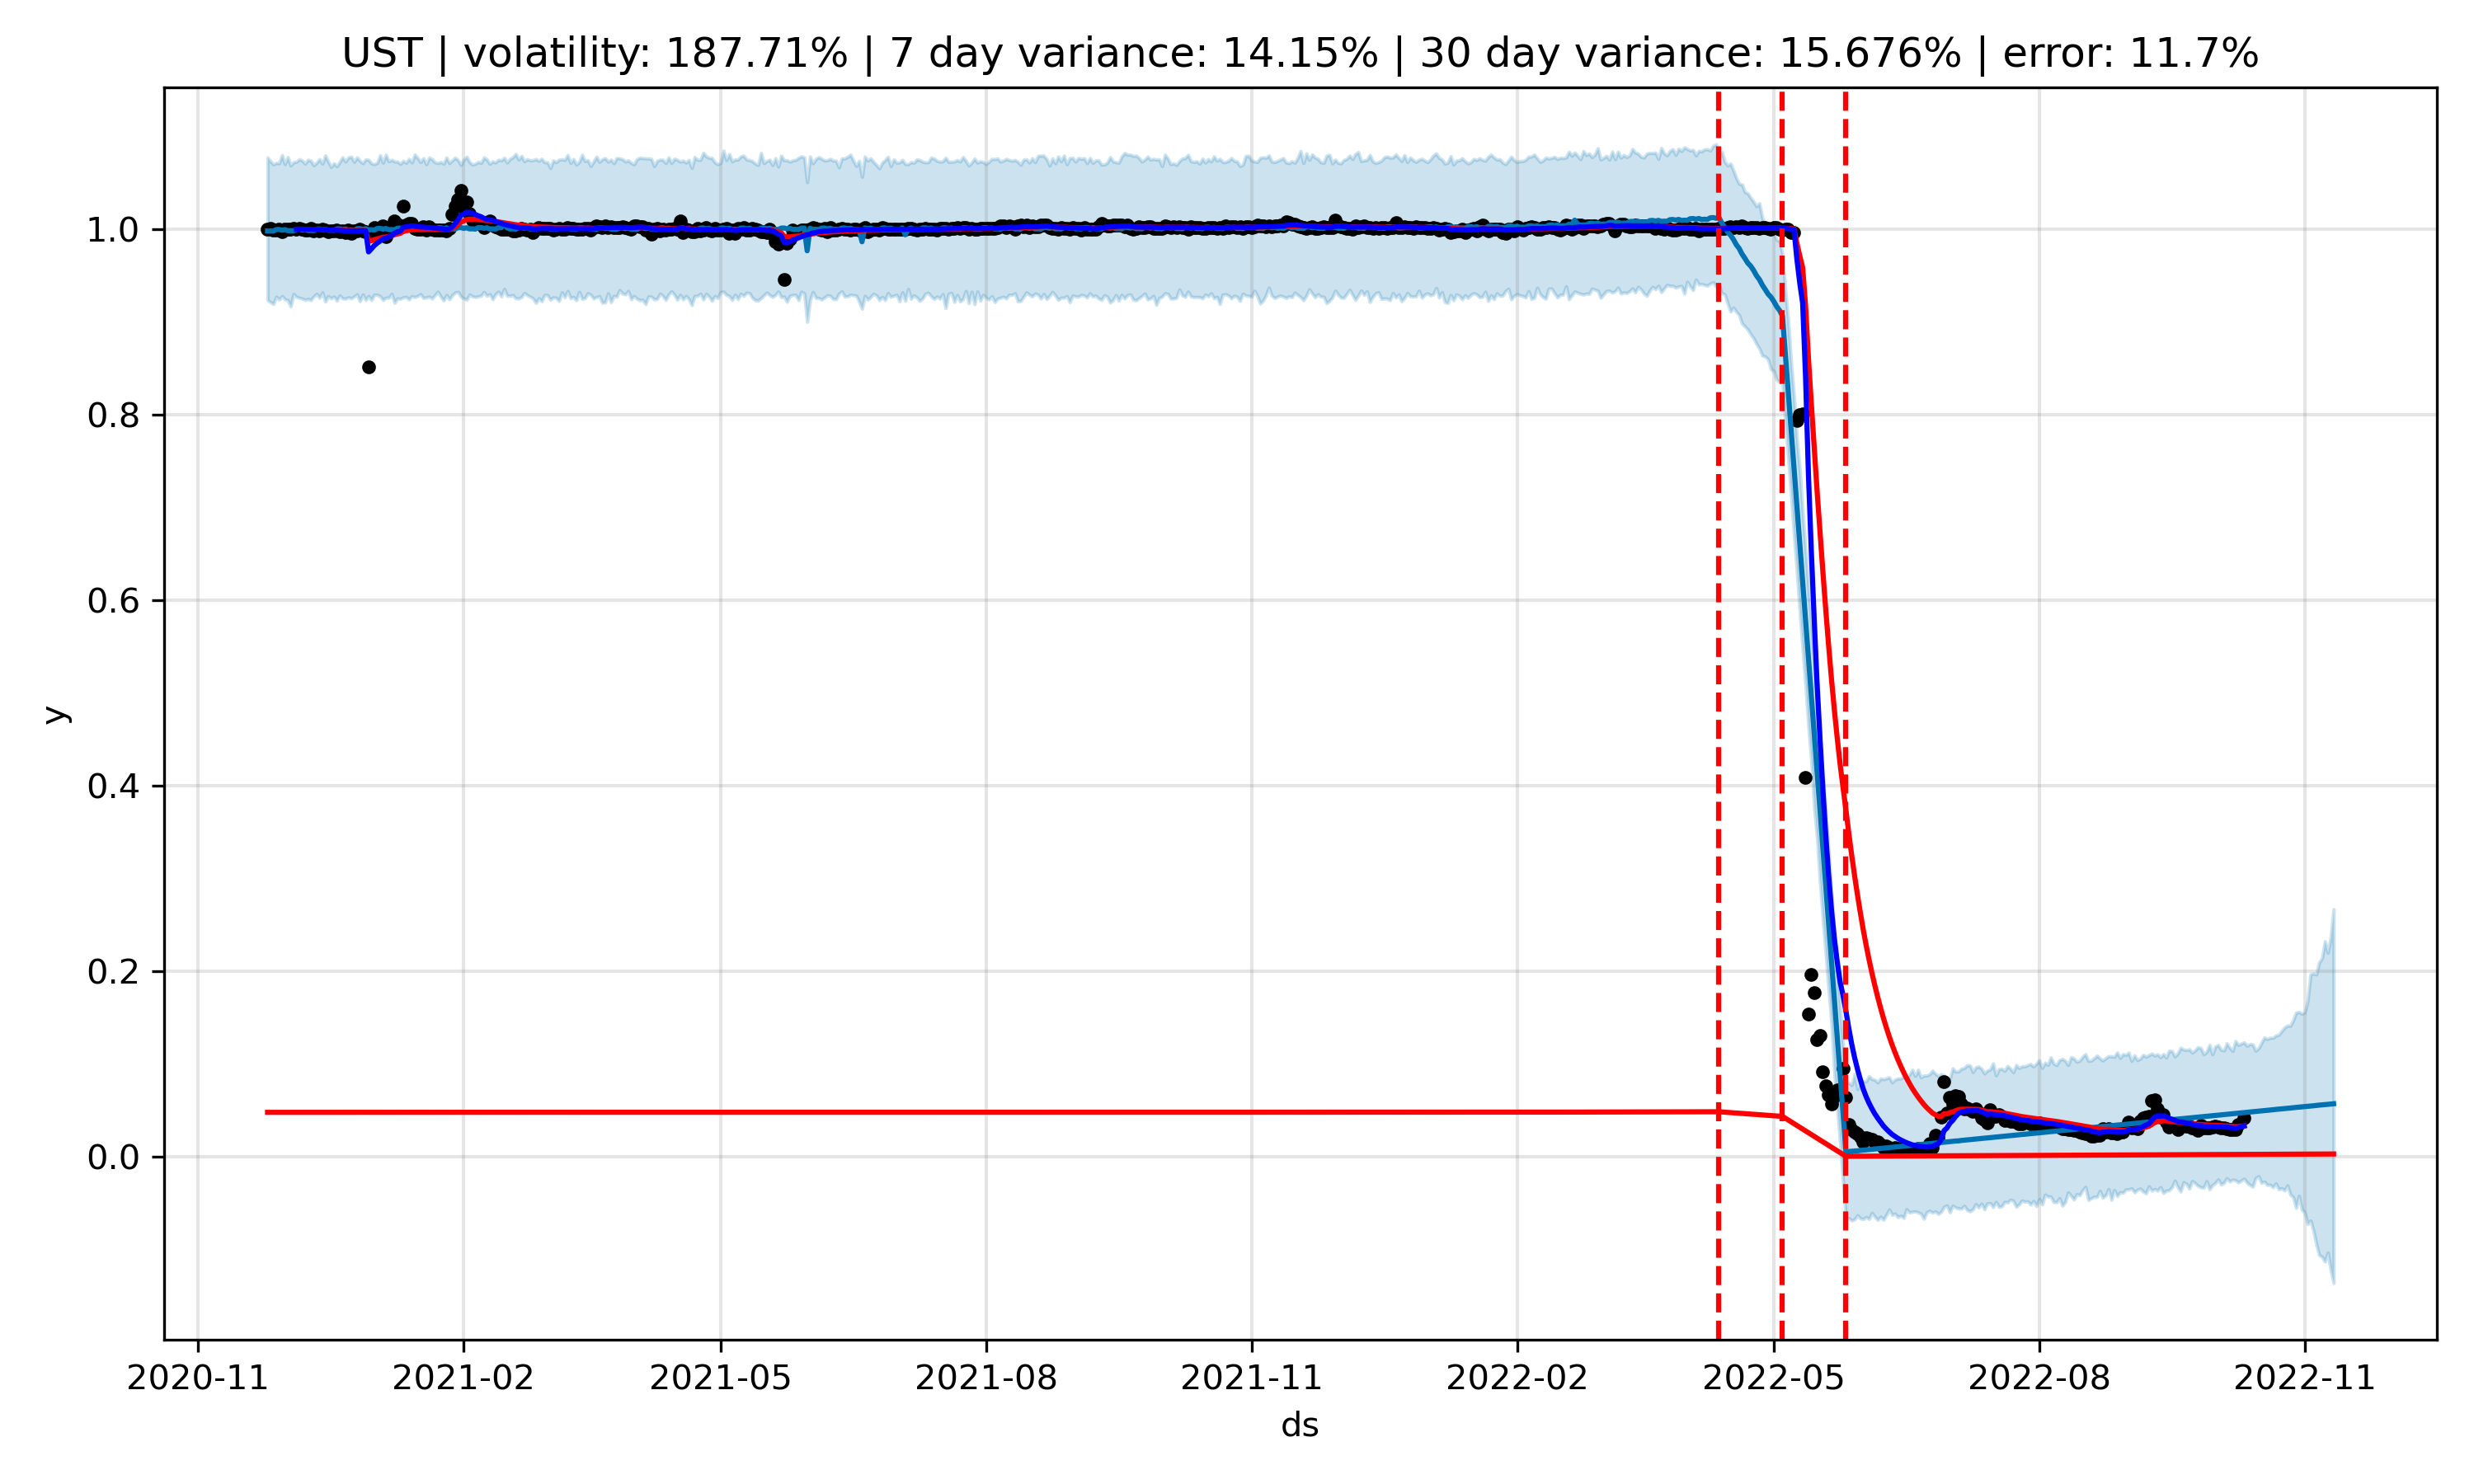 UST | volatility: 187.71% | 7 day variance: 14.15% | 30 day variance: 15.676% | error: 11.7%
1.0
0.8
0.6
y
0.4
0.2
0.0
2020-11 2021-02 2021-05 2021-08 2021-11 2022-02 2022-05 2022-08 2022-11
ds